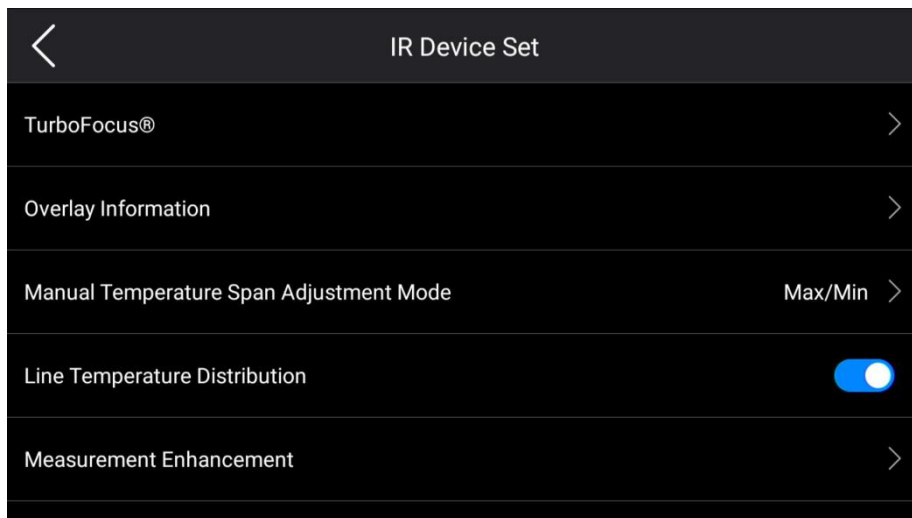 IR Device Set
TurboFocus®
Overlay Information
Manual Temperature Span Adjustment Mode Max/Min
Line Temperature Distribution
Measurement Enhancement